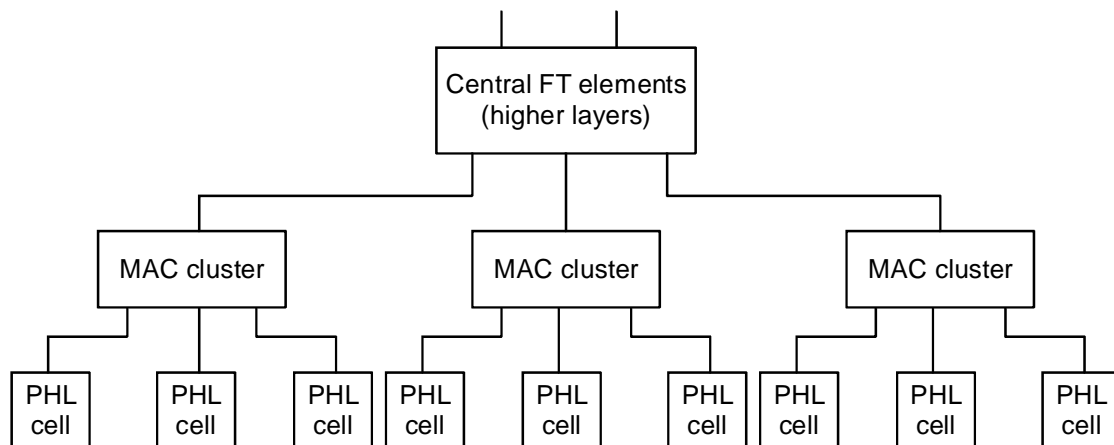 Central FT elements
(higher layers)
MAC cluster
MAC cluster
MAC cluster
PHL
cell
PHL
cell
PHL
cell
PHL
cell
PHL
cell
PHL
cell
PHL
cell
PHL
cell
PHL
cell